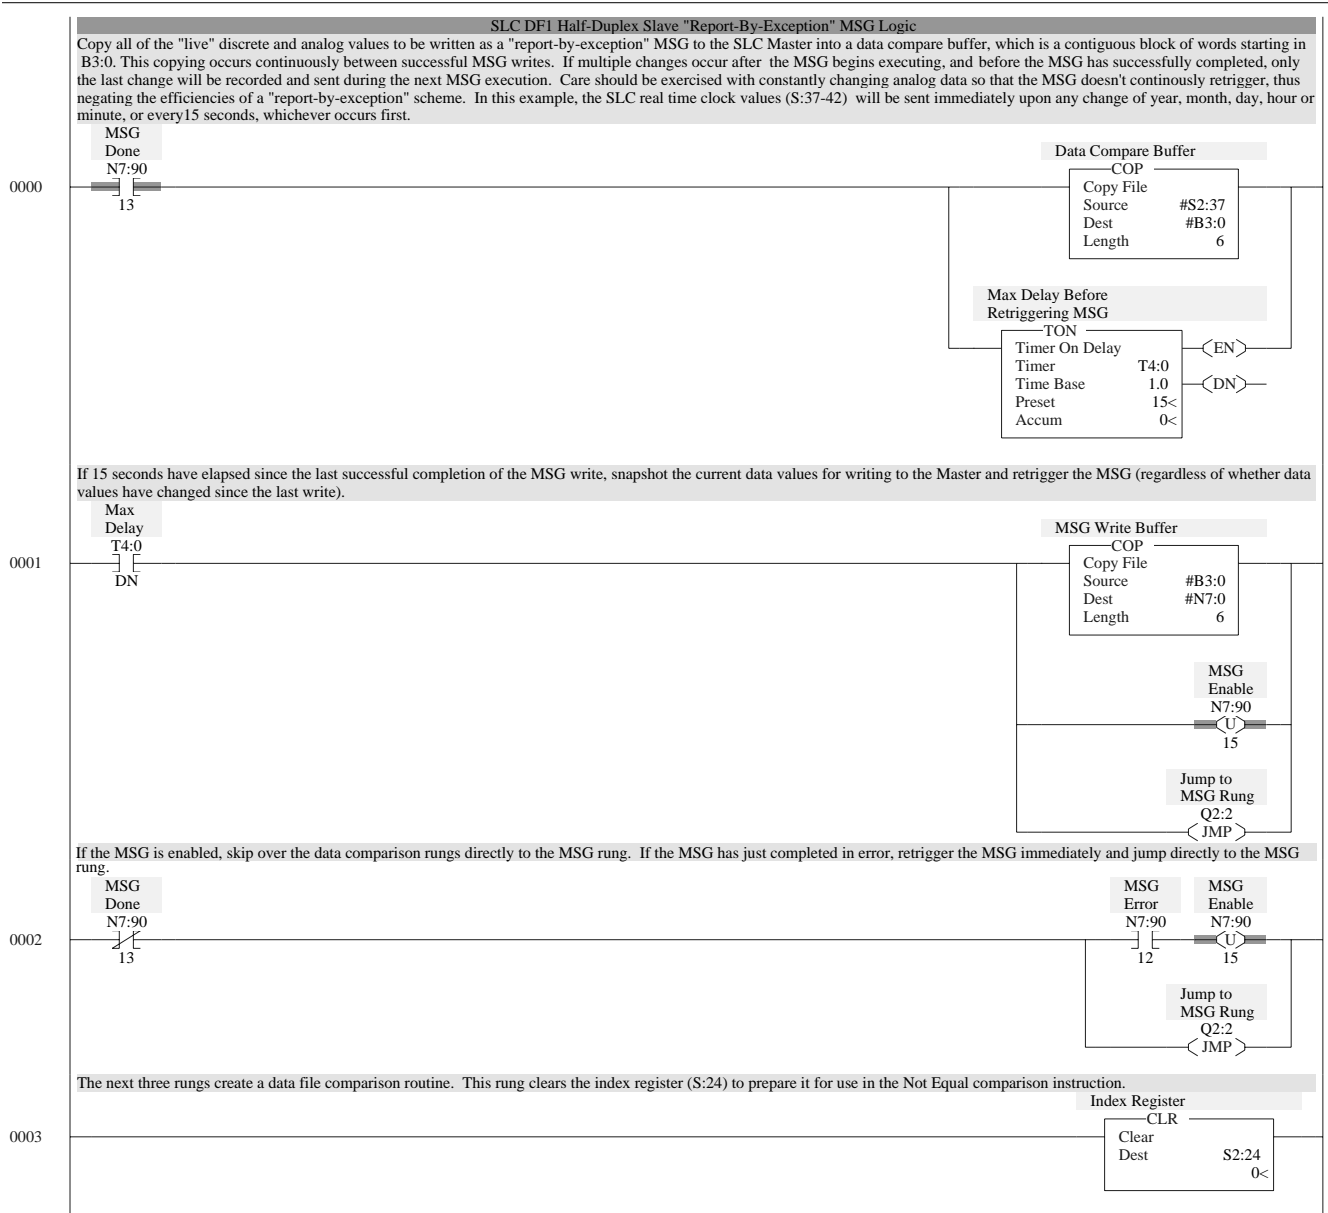 SLC DF1 Half-Duplex Slave "Report-By-Exception" MSG Logic
Copy all of the "live" discrete and analog values to be written as a "report-by-exception" MSG to the SLC Master into a data compare buffer, which is a contiguous block of words starting in
B3:0. This copying occurs continuously between successful MSG writes. If multiple changes occur after the MSG begins executing, and before the MSG has successfully completed, only
the last change will be recorded and sent during the next MSG execution. Care should be exercised with constantly changing analog data so that the MSG doesn't continously retrigger, thus
negating the efficiencies of a "report-by-exception" scheme. In this example, the SLC real time clock values (S:37-42) will be sent immediately upon any change of year, month, day, hour or
minute, or every15 seconds, whichever occurs first.
MSG
Done
N7:90
13
0000
Data Compare Buffer
COP
Copy File
Source #S2:37
Dest #B3:0
Length 6
Max Delay Before
Retriggering MSG
TON
Timer On Delay
Timer T4:0
Time Base 1.0
Preset 15<
Accum 0<
EN
DN
If 15 seconds have elapsed since the last successful completion of the MSG write, snapshot the current data values for writing to the Master and retrigger the MSG (regardless of whether data
values have changed since the last write).
Max
Delay
T4:0
DN
0001
MSG Write Buffer
COP
Copy File
Source #B3:0
Dest #N7:0
Length 6
MSG
Enable
N7:90
U
15
Jump to
MSG Rung
Q2:2
JMP
If the MSG is enabled, skip over the data comparison rungs directly to the MSG rung. If the MSG has just completed in error, retrigger the MSG immediately and jump directly to the MSG
rung.
MSG
Done
N7:90
13
0002
MSG
Error
N7:90
12
MSG
Enable
N7:90
U
15
Jump to
MSG Rung
Q2:2
JMP
The next three rungs create a data file comparison routine. This rung clears the index register (S:24) to prepare it for use in the Not Equal comparison instruction.
0003
Index Register
CLR
Clear
Dest S2:24
0<